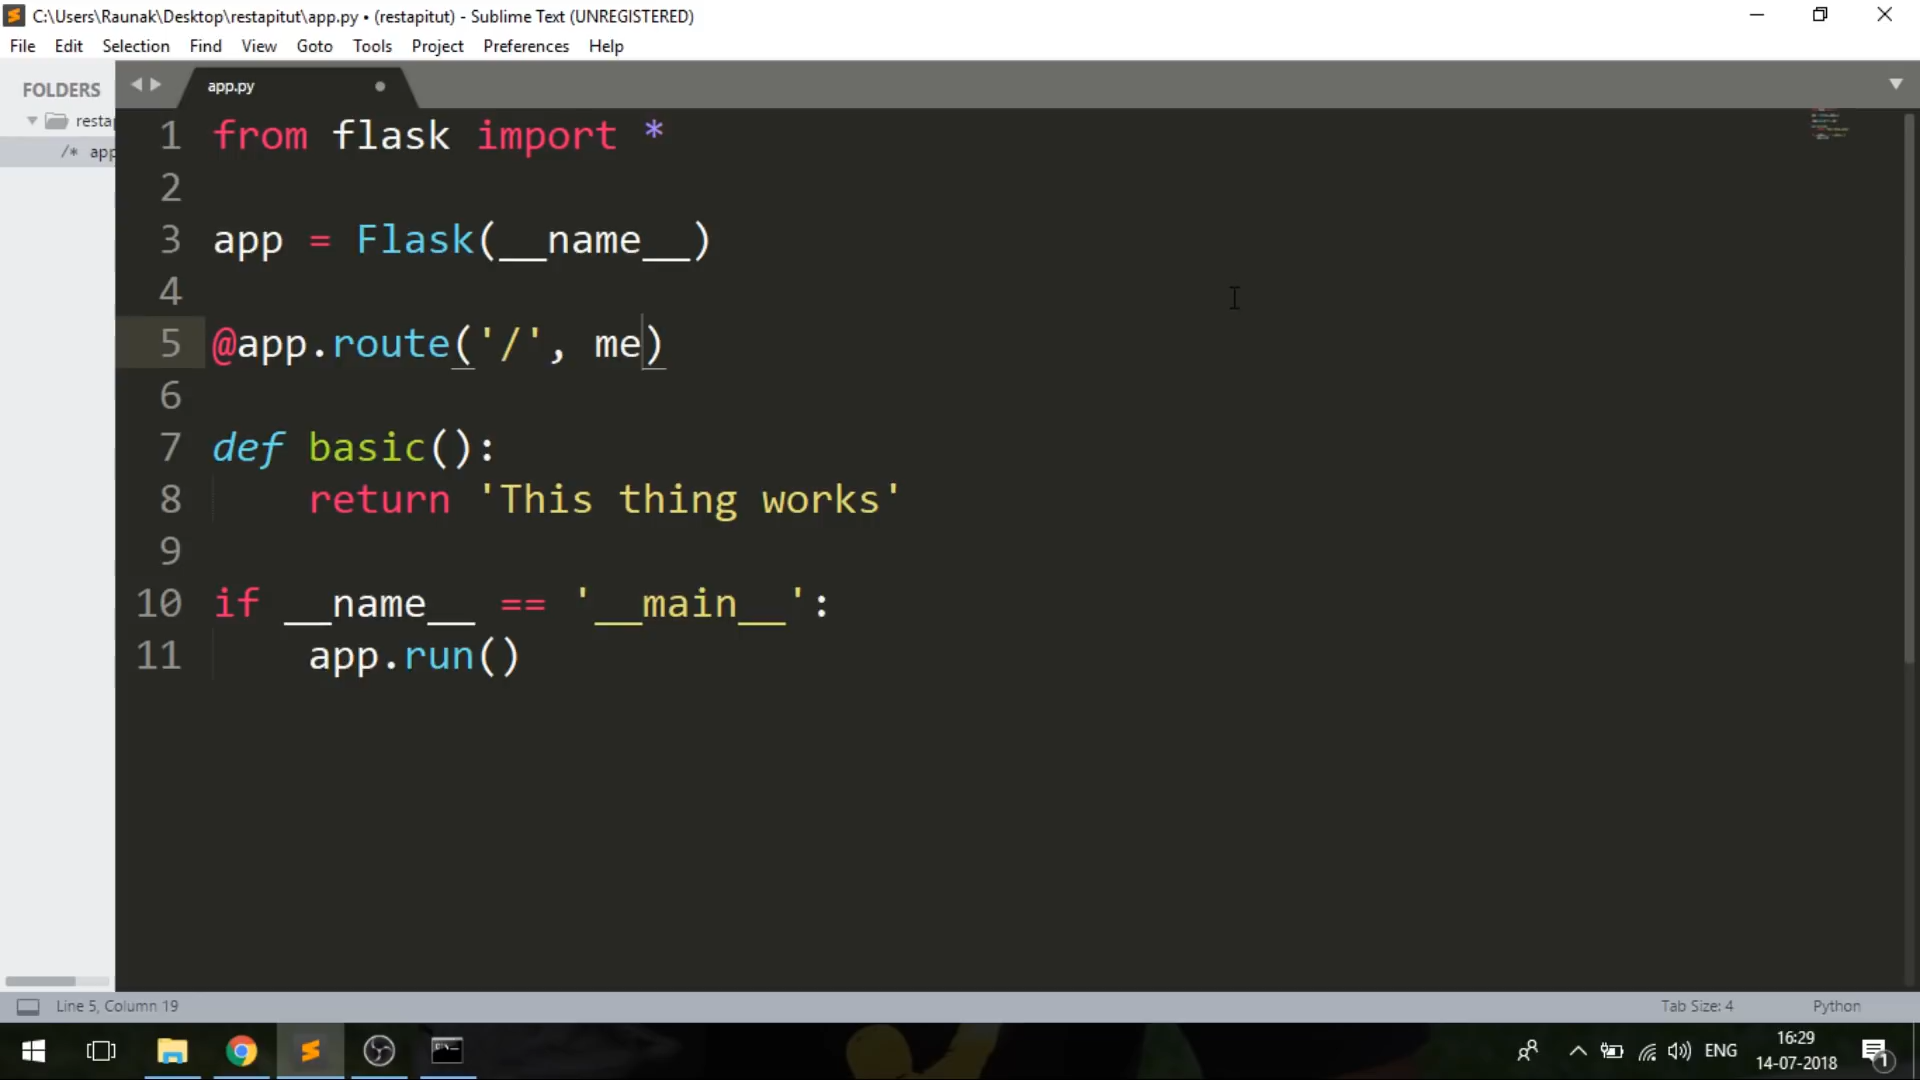 C:\Users\Raunak\Desktop\restapitut\app.py • (restapitut) - Sublime Text (UNREGISTERED)
File Edit Selection Find View Goto Tools Project Preferences Help
FOLDERS
resta
/* app
app.py
1 from flask import *
2
3 app = Flask(__name__)
4
5 @app.route('/', me)
6
7 def basic():
8 return 'This thing works'
9
10 if __name__ == '__main__':
11 app.run()
Line 5, Column 19
Tab Size: 4
Python
ENG
16:29
14-07-2018
1